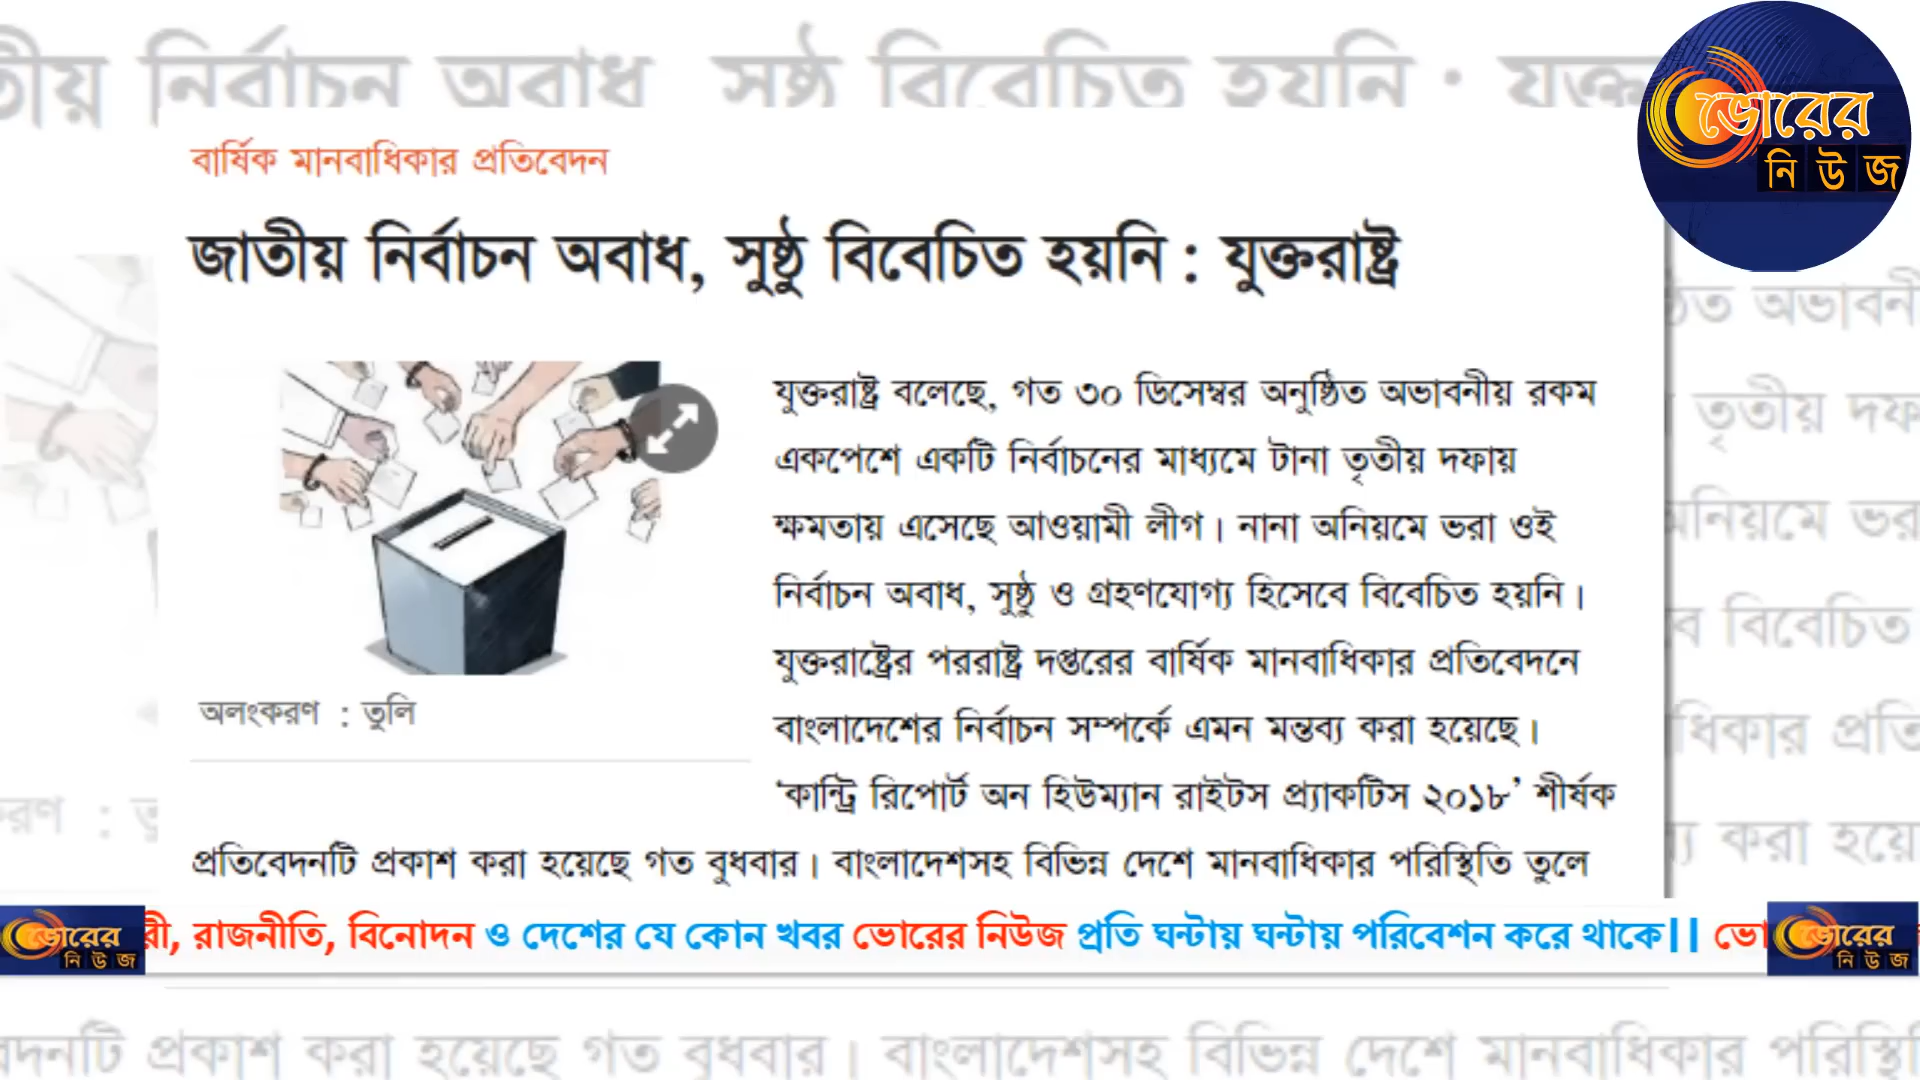 ভোরের
নিউজ
বার্ষিক মানবাধিকার প্রতিবেদন
জাতীয় নির্বাচন অবাধ, সুষ্ঠু বিবেচিত হয়নি : যুক্তরাষ্ট্র
যুক্তরাষ্ট্র বলেছে, গত ৩০ ডিসেম্বর অনুষ্ঠিত অভাবনীয় রকম
একপেশে একটি নির্বাচনের মাধ্যমে টানা তৃতীয় দফায়
ক্ষমতায় এসেছে আওয়ামী লীগ। নানা অনিয়মে ভরা ওই
নির্বাচন অবাধ, সুষ্ঠু ও গ্রহণযোগ্য হিসেবে বিবেচিত হয়নি।
যুক্তরাষ্ট্রের পররাষ্ট্র দপ্তরের বার্ষিক মানবাধিকার প্রতিবেদনে
বাংলাদেশের নির্বাচন সম্পর্কে এমন মন্তব্য করা হয়েছে।
‘কান্ট্রি রিপোর্ট অন হিউম্যান রাইটস প্র্যাকটিস ২০১৮’ শীর্ষক
প্রতিবেদনটি প্রকাশ করা হয়েছে গত বুধবার। বাংলাদেশসহ বিভিন্ন দেশে মানবাধিকার পরিস্থিতি তুলে
অলংকরণ : তুলি
ভোরের
নিউজ
রী, রাজনীতি, বিনোদন ও দেশের যে কোন খবর ভোরের নিউজ প্রতি ঘন্টায় ঘন্টায় পরিবেশন করে থাকে|| ভো
ভোরের
নিউজ